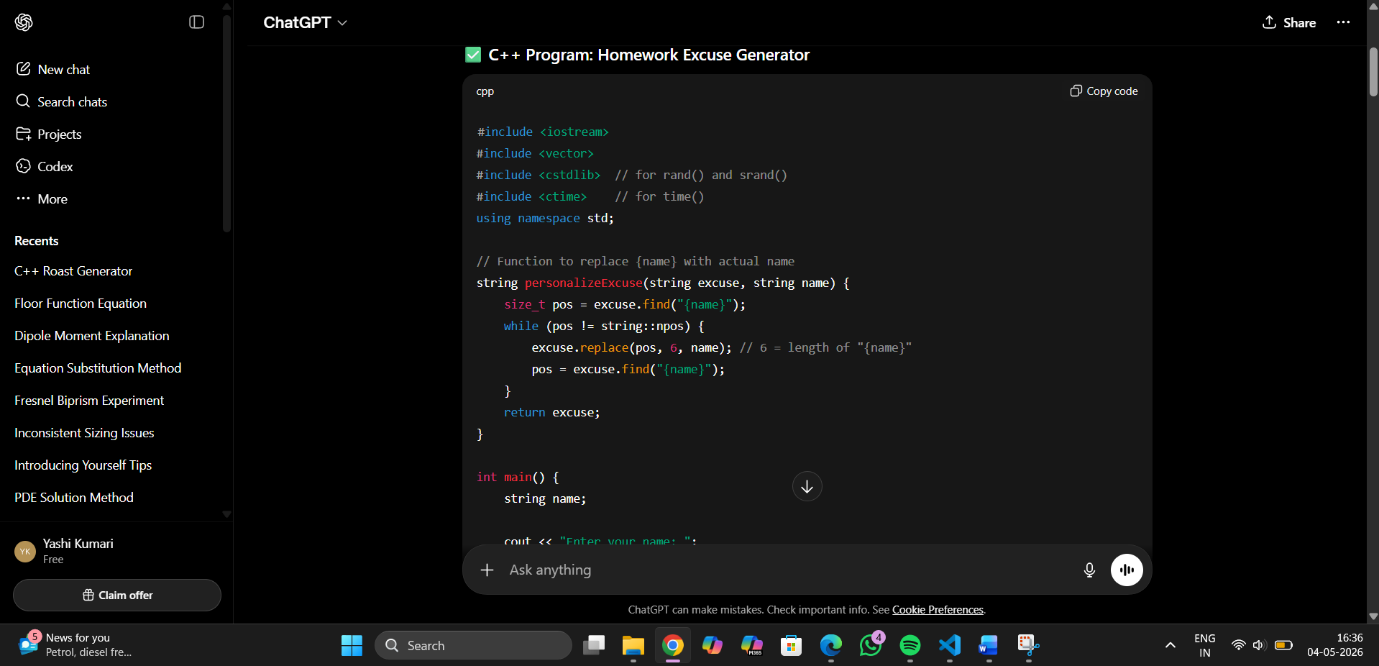 ChatGPT
Share
New chat
Search chats
Projects
Codex
More
Recents
C++ Roast Generator
Floor Function Equation
Dipole Moment Explanation
Equation Substitution Method
Fresnel Biprism Experiment
Inconsistent Sizing Issues
Introducing Yourself Tips
PDE Solution Method
YK
Yashi Kumari
Free
Claim offer
✅ C++ Program: Homework Excuse Generator
cpp
Copy code
#include <iostream>
#include <vector>
#include <cstdlib>  // for rand() and srand()
#include <ctime>    // for time()
using namespace std;
// Function to replace {name} with actual name
string personalizeExcuse(string excuse, string name) {
    size_t pos = excuse.find("{name}");
    while (pos != string::npos) {
        excuse.replace(pos, 6, name); // 6 = length of "{name}"
        pos = excuse.find("{name}");
    }
    return excuse;
}
int main() {
    string name;
    cout << "Enter your name: ";
Ask anything
ChatGPT can make mistakes. Check important info. See Cookie Preferences.
5
News for you
Petrol, diesel fre...
Search
4
ENG
IN
16:36
04-05-2026